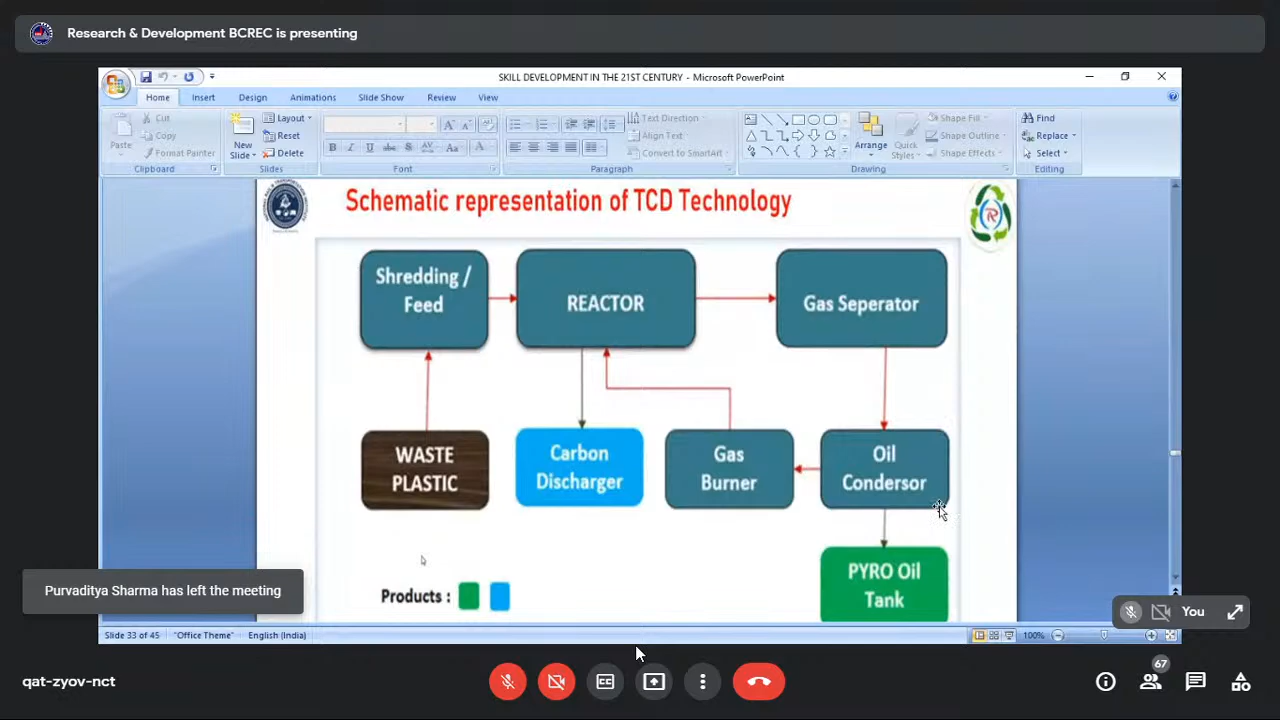 Research & Development BCREC is presenting
SKILL DEVELOPMENT IN THE 21ST CENTURY - Microsoft PowerPoint
Home Insert Design Animations Slide Show Review View
Paste
Cut
Copy
Format Painter
Clipboard
New
Slide
Layout
Reset
Delete
Slides
B I U abc S AV Aa A
Font
Text Direction
Align Text
Convert to SmartArt
Paragraph
Arrange
Quick
Styles
Shape Fill
Shape Outline
Shape Effects
Drawing
Find
Replace
Select
Editing
Schematic representation of TCD Technology
R
Shredding /
Feed
REACTOR
Gas Seperator
WASTE
PLASTIC
Carbon
Discharger
Gas
Burner
Oil
Condersor
PYRO Oil
Tank
Products :
Purvaditya Sharma has left the meeting
You
Slide 33 of 45 "Office Theme" English (India) 100%
qat-zyov-nct
CC
67